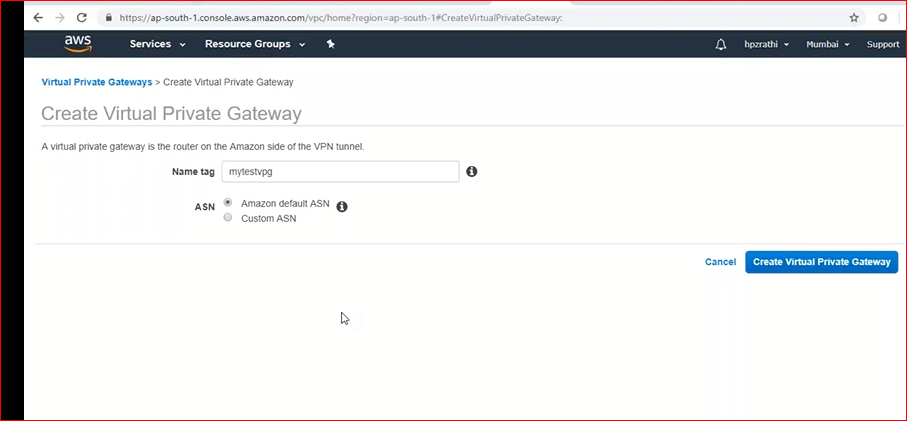 https://ap-south-1.console.aws.amazon.com/vpc/home?region=ap-south-1#CreateVirtualPrivateGateway:
aws Services Resource Groups hpzrathi Mumbai Support
Virtual Private Gateways > Create Virtual Private Gateway
Create Virtual Private Gateway
A virtual private gateway is the router on the Amazon side of the VPN tunnel.
Name tag mytestvpg
ASN Amazon default ASN
Custom ASN
Cancel Create Virtual Private Gateway